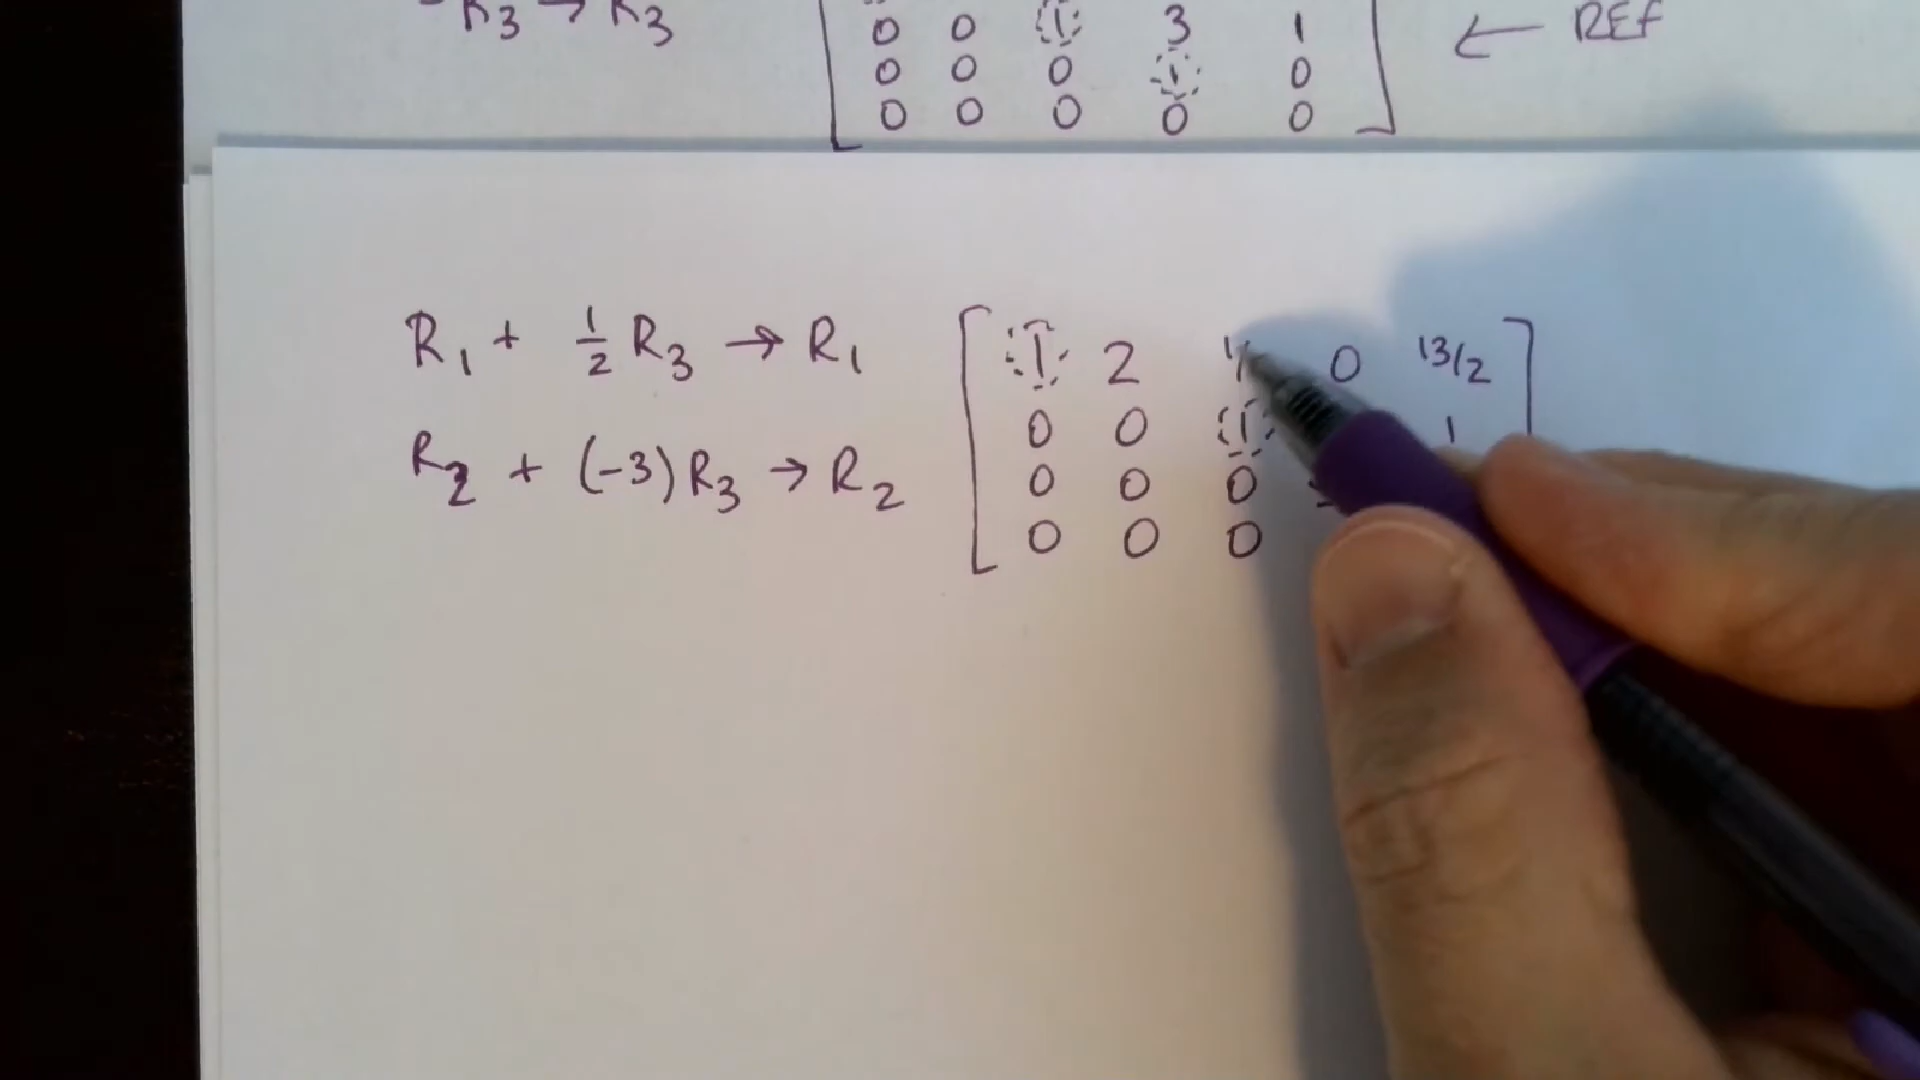 R3 → R3
0 0 1 3 1 ← REF
0 0 0 1 0
0 0 0 0 0
R1 + 1/2 R3 → R1
1 2 0 13/2
0 0 1 1
R2 + (-3)R3 → R2
0 0 0
0 0 0